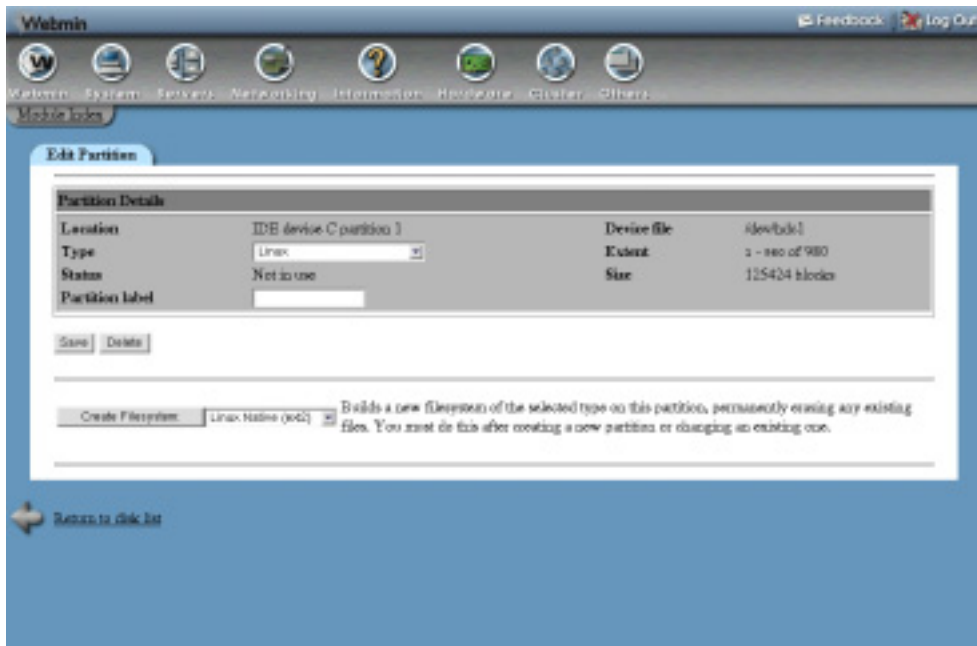 Webmin
Feedback Log Out
Webmin System Servers Networking Information Hardware Cluster Others
Module Index
Edit Partition
Partition Details
Location IDE device C partition 1 Device file /dev/hdc1
Type Linux Extent of 980
Status Not in use Size 125424 blocks
Partition label
Save Delete
Create Filesystem: Linux Native (ext2) Builds a new filesystem of the selected type on this partition, permanently erasing any existing
files. You must do this after creating a new partition or changing an existing one.
Return to disk list